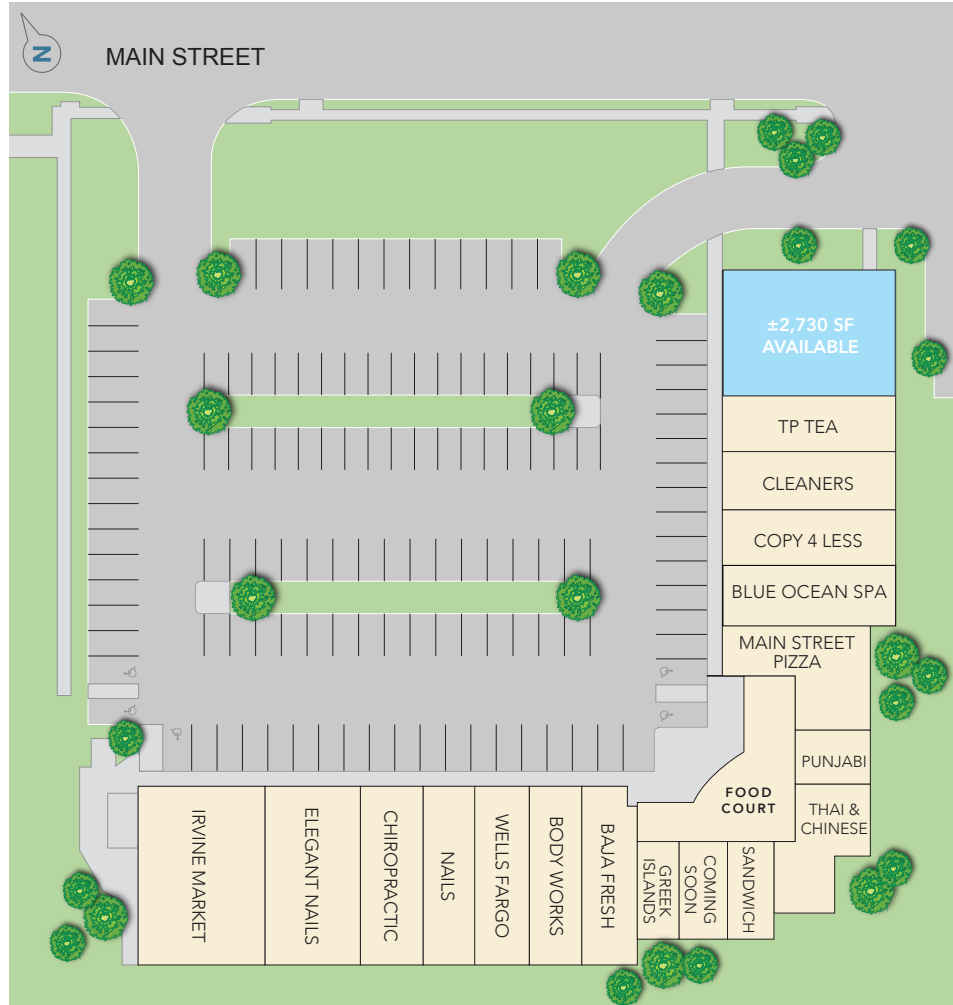 N
MAIN STREET
±2,730 SF
AVAILABLE
TP TEA
CLEANERS
COPY 4 LESS
BLUE OCEAN SPA
MAIN STREET
PIZZA
PUNJABI
FOOD
COURT
THAI &
CHINESE
IRVINE MARKET
ELEGANT NAILS
CHIROPRACTIC
NAILS
WELLS FARGO
BODY WORKS
BAJA FRESH
GREEK
ISLANDS
COMING
SOON
SANDWICH